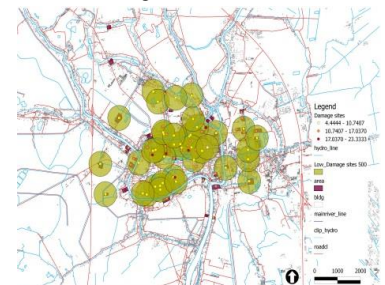 Legend
Damage sites
4.4444 - 10.7407
10.7407 - 17.0370
17.0370 - 23.3333
hydro_line
Low_Damage sites 500
area
bldg
mainriver_line
clip_hydro
roadd
0 1000 2000